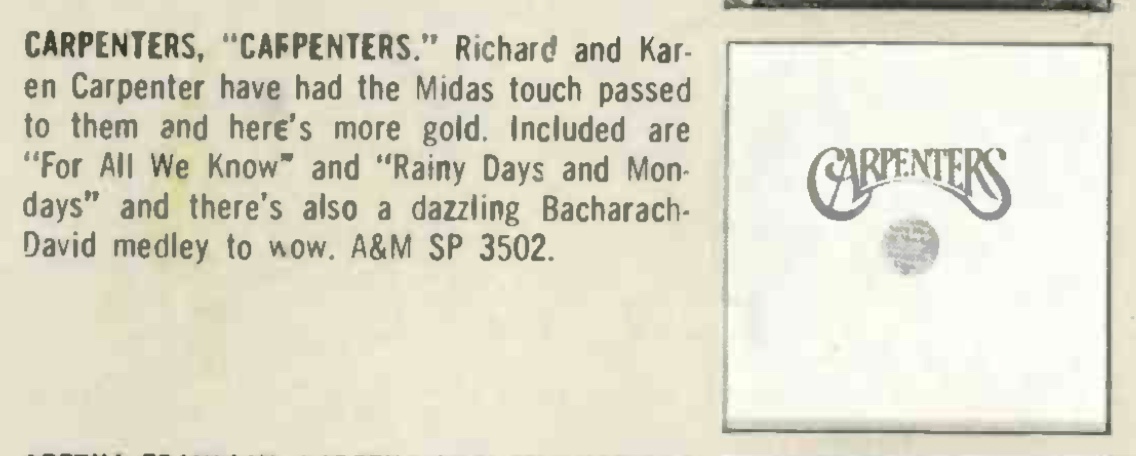 CARPENTERS, "CARPENTERS." Richard and Kar-
en Carpenter have had the Midas touch passed
to them and here's more gold. Included are
"For All We Know" and "Rainy Days and Mon-
days" and there's also a dazzling Bacharach-
David medley to wow. A&M SP 3502.
CARPENTERS